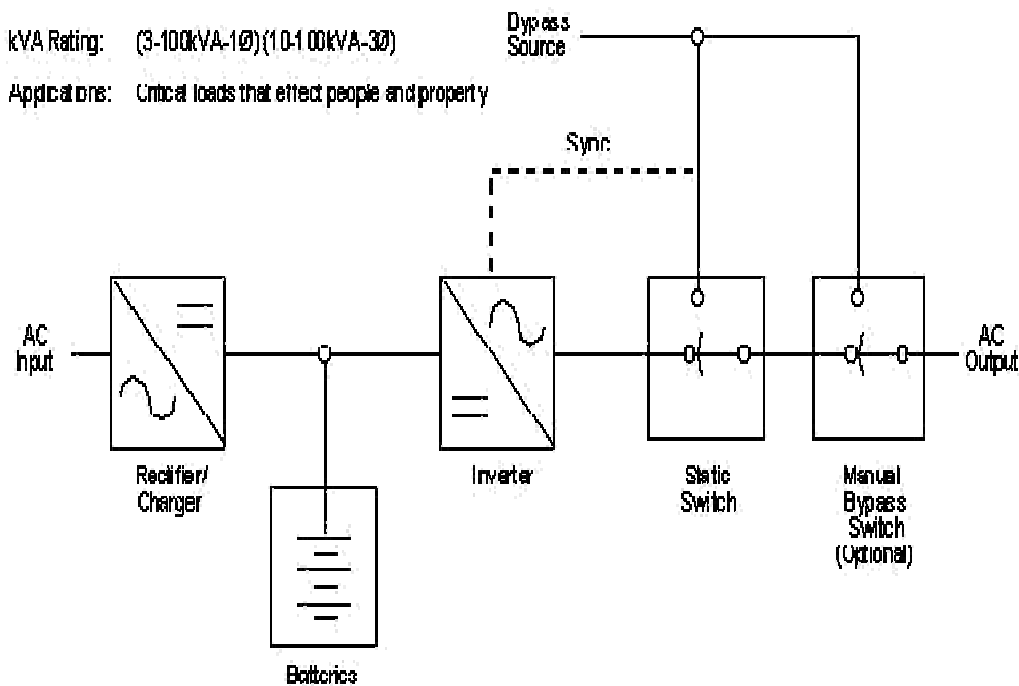 kVA Rating: (3-100kVA-1Ø)(10-100kVA-3Ø)
Applications: Critical loads that effect people and property
Bypass
Source
Sync
AC
Input
AC
Output
Rectifier/
Charger
Inverter
Static
Switch
Manual
Bypass
Switch
(Optional)
Batteries